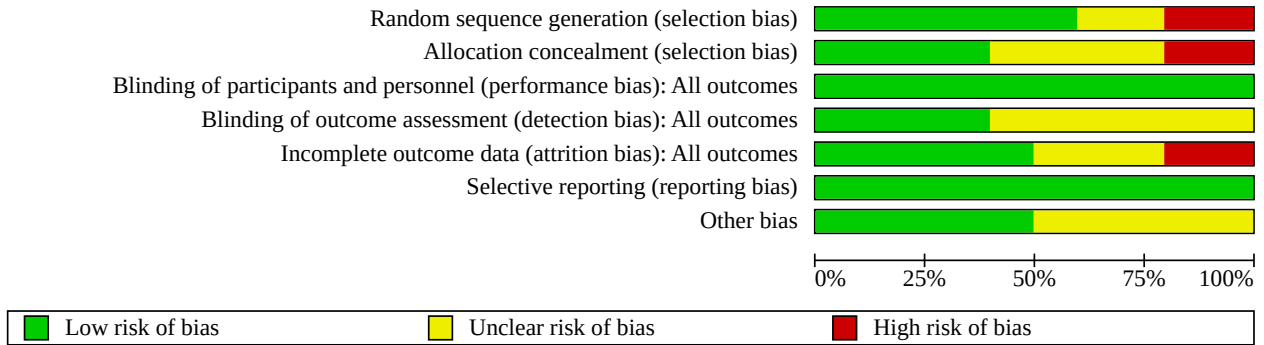 Random sequence generation (selection bias)
Allocation concealment (selection bias)
Blinding of participants and personnel (performance bias): All outcomes
Blinding of outcome assessment (detection bias): All outcomes
Incomplete outcome data (attrition bias): All outcomes
Selective reporting (reporting bias)
Other bias
0% 25% 50% 75% 100%
Low risk of bias Unclear risk of bias High risk of bias